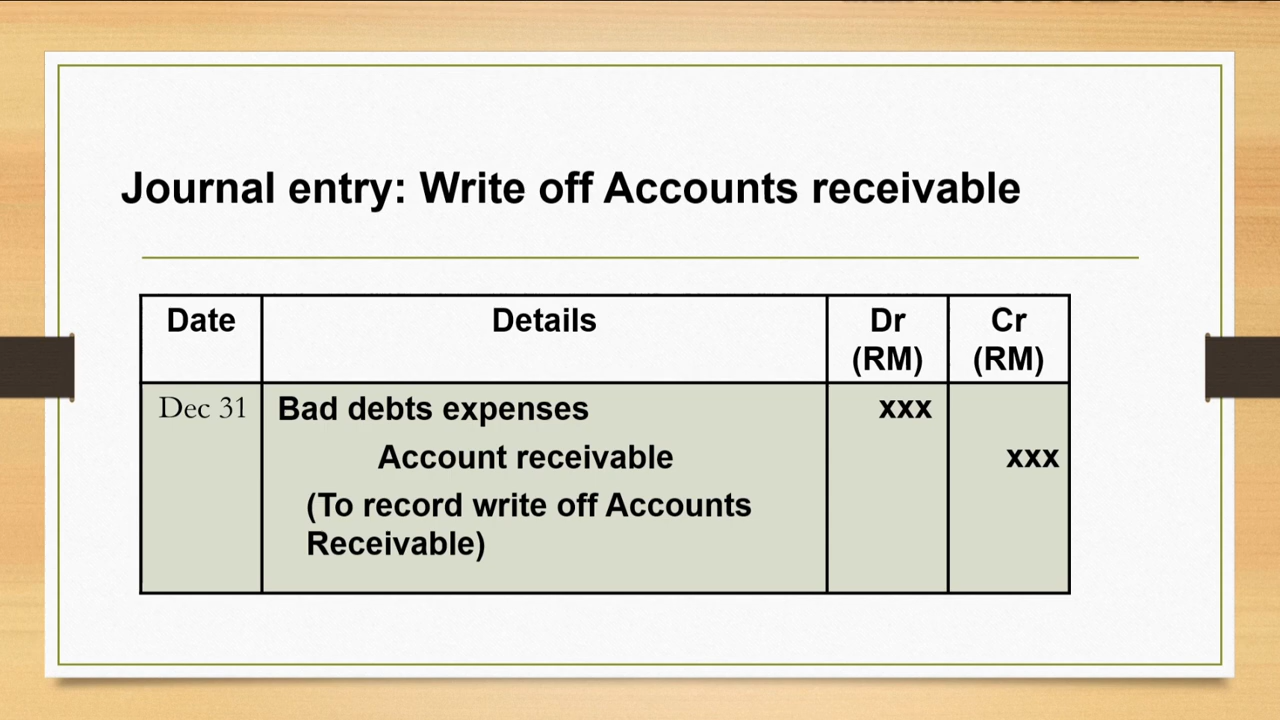 Journal entry: Write off Accounts receivable
Date Details Dr Cr
(RM) (RM)
Dec 31 Bad debts expenses xxx
Account receivable xxx
(To record write off Accounts
Receivable)